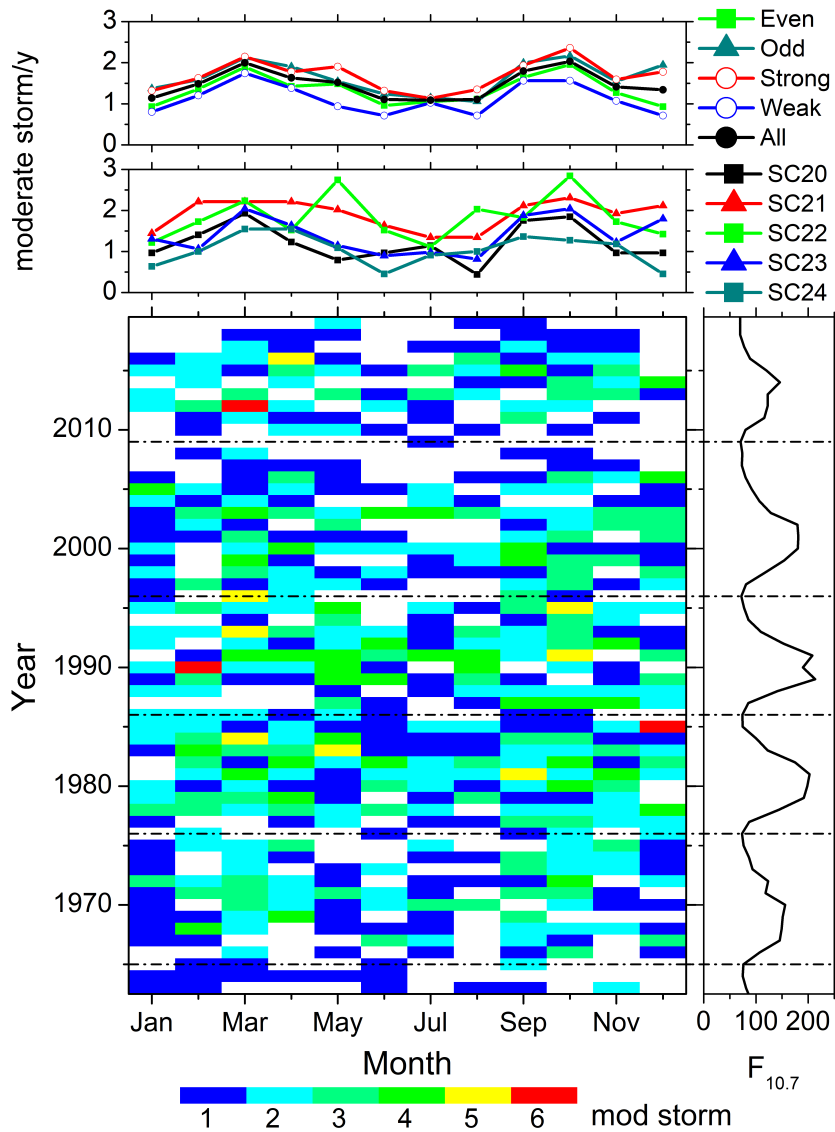 moderate storm/y
3
2
1
0
Even
Odd
Strong
Weak
All
3
2
1
0
SC20
SC21
SC22
SC23
SC24
Year
2010
2000
1990
1980
1970
Jan Mar May Jul Sep Nov
Month
0 100 200
F10.7
1 2 3 4 5 6 mod storm